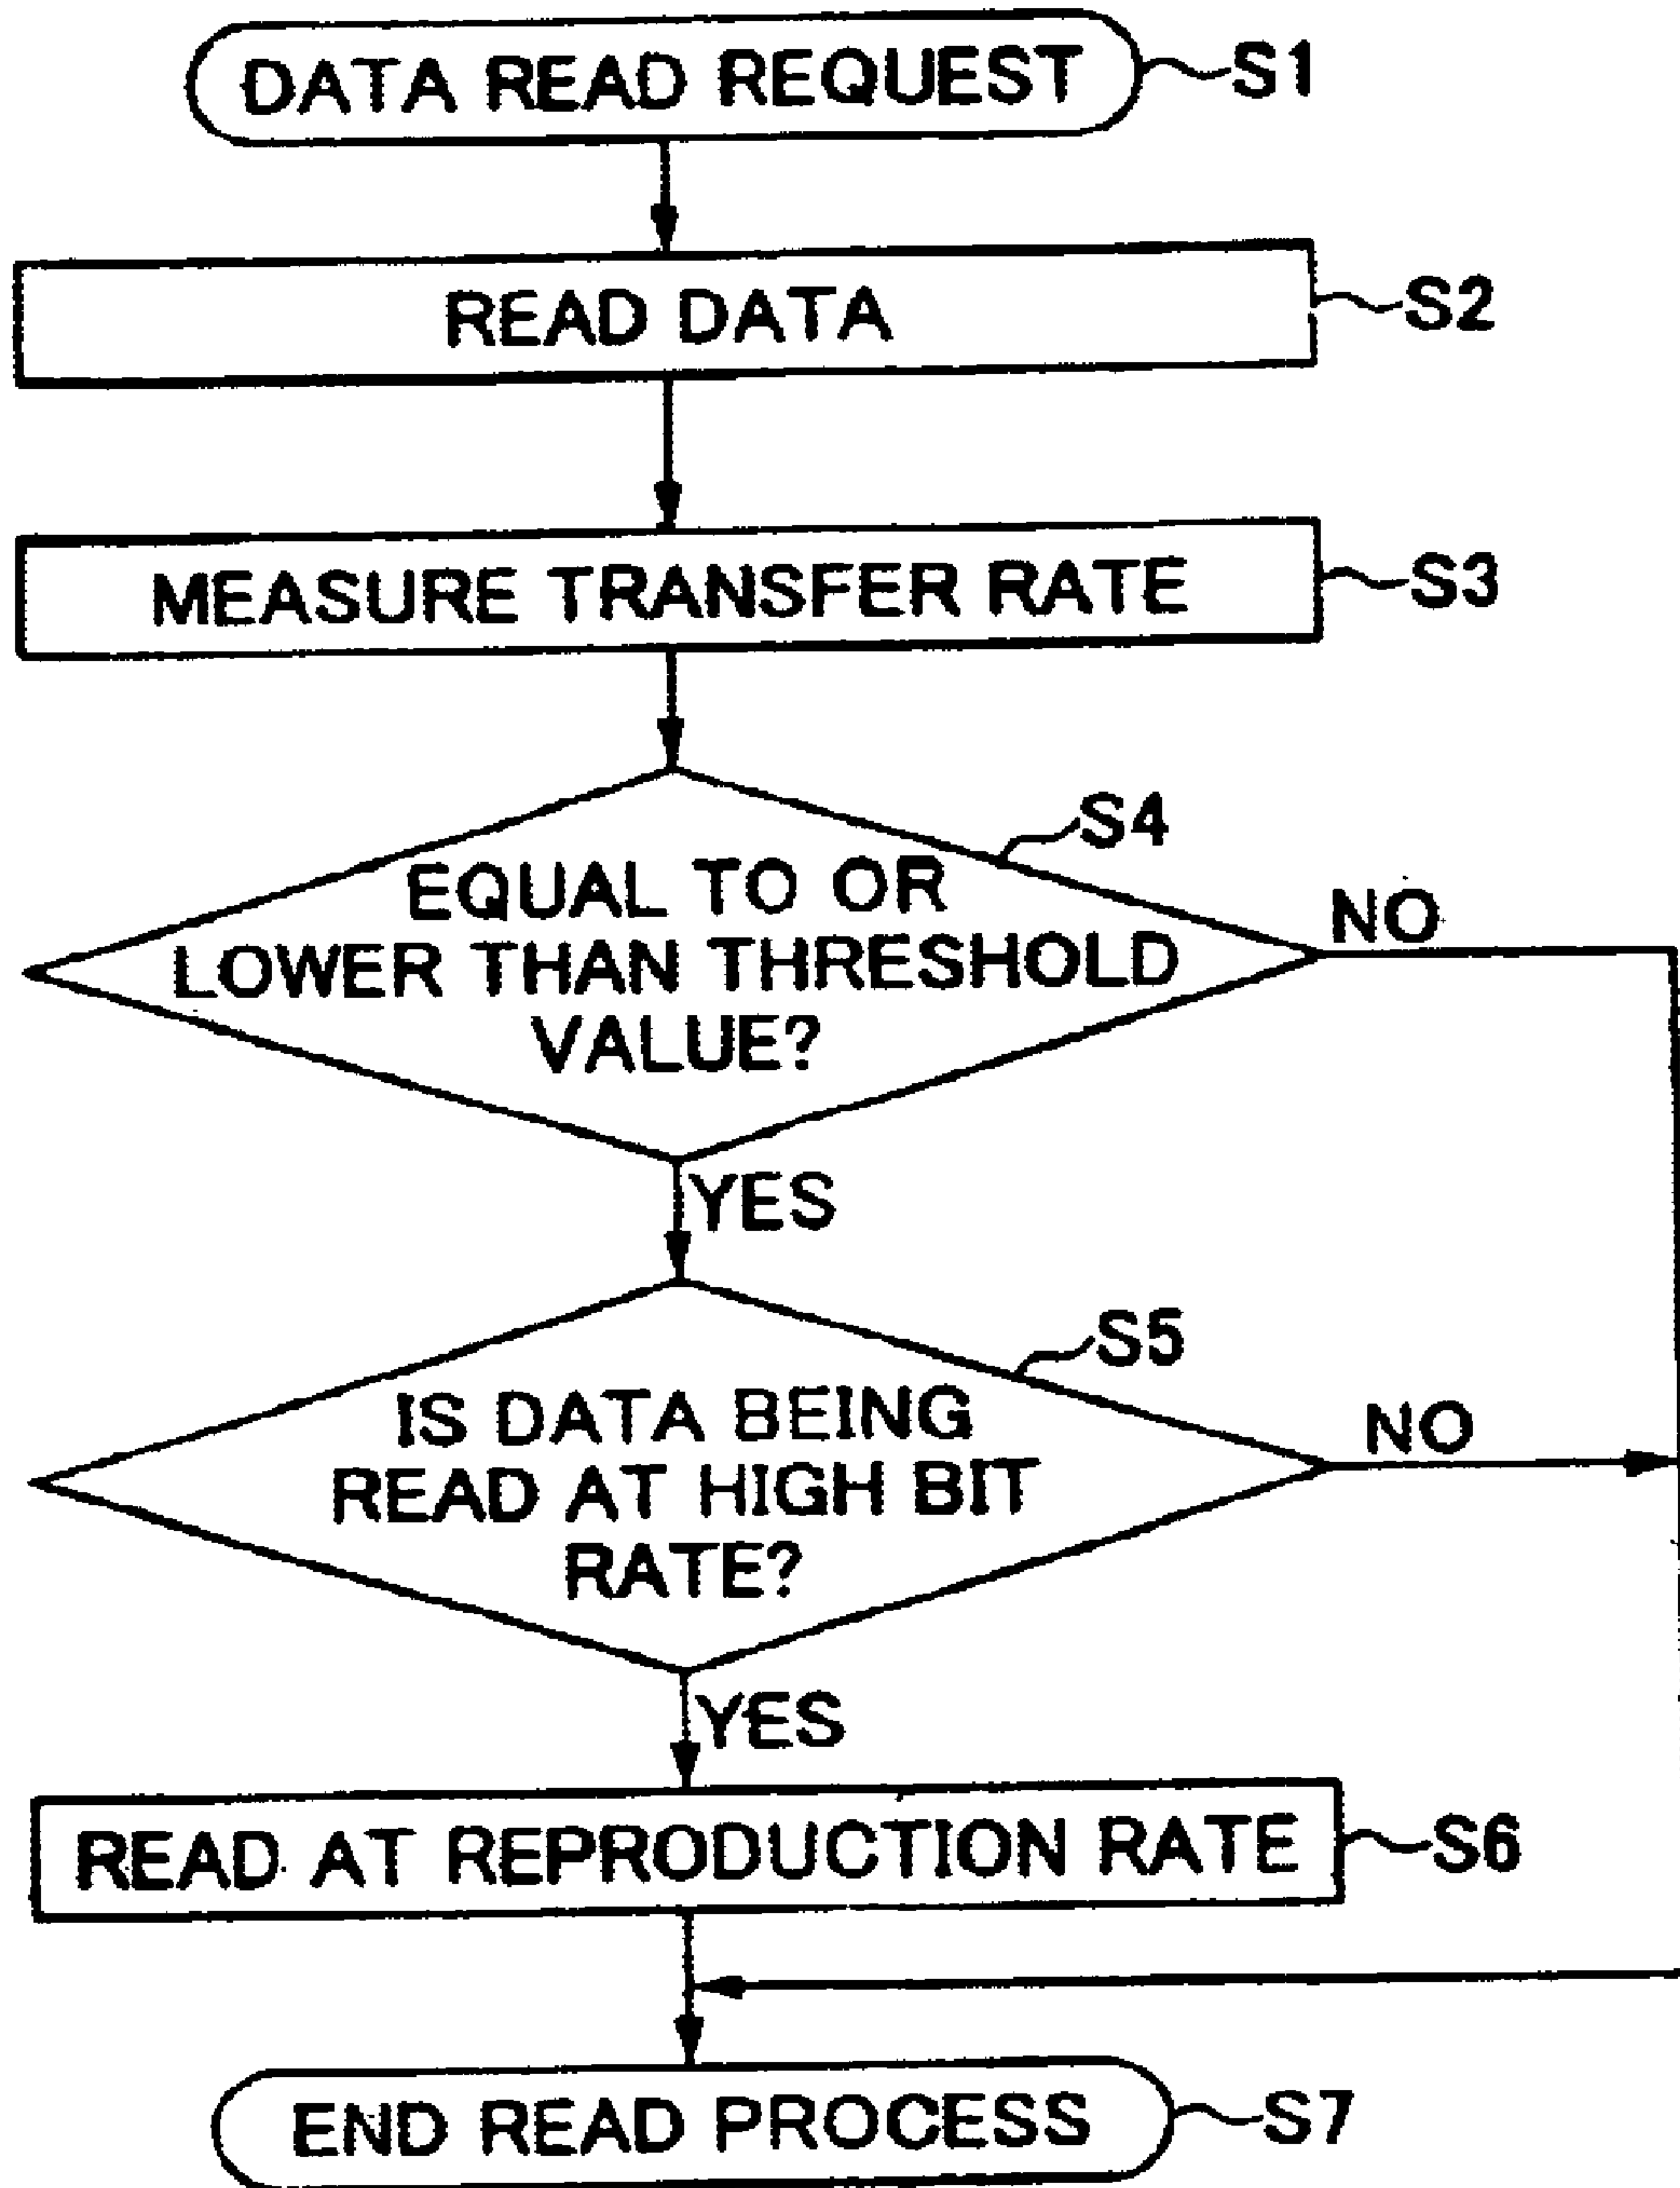 DATA READ REQUEST
S1
READ DATA
S2
MEASURE TRANSFER RATE
S3
S4
EQUAL TO OR
LOWER THAN THRESHOLD
VALUE?
NO
YES
S5
IS DATA BEING
READ AT HIGH BIT
RATE?
NO
YES
READ AT REPRODUCTION RATE
S6
END READ PROCESS
S7